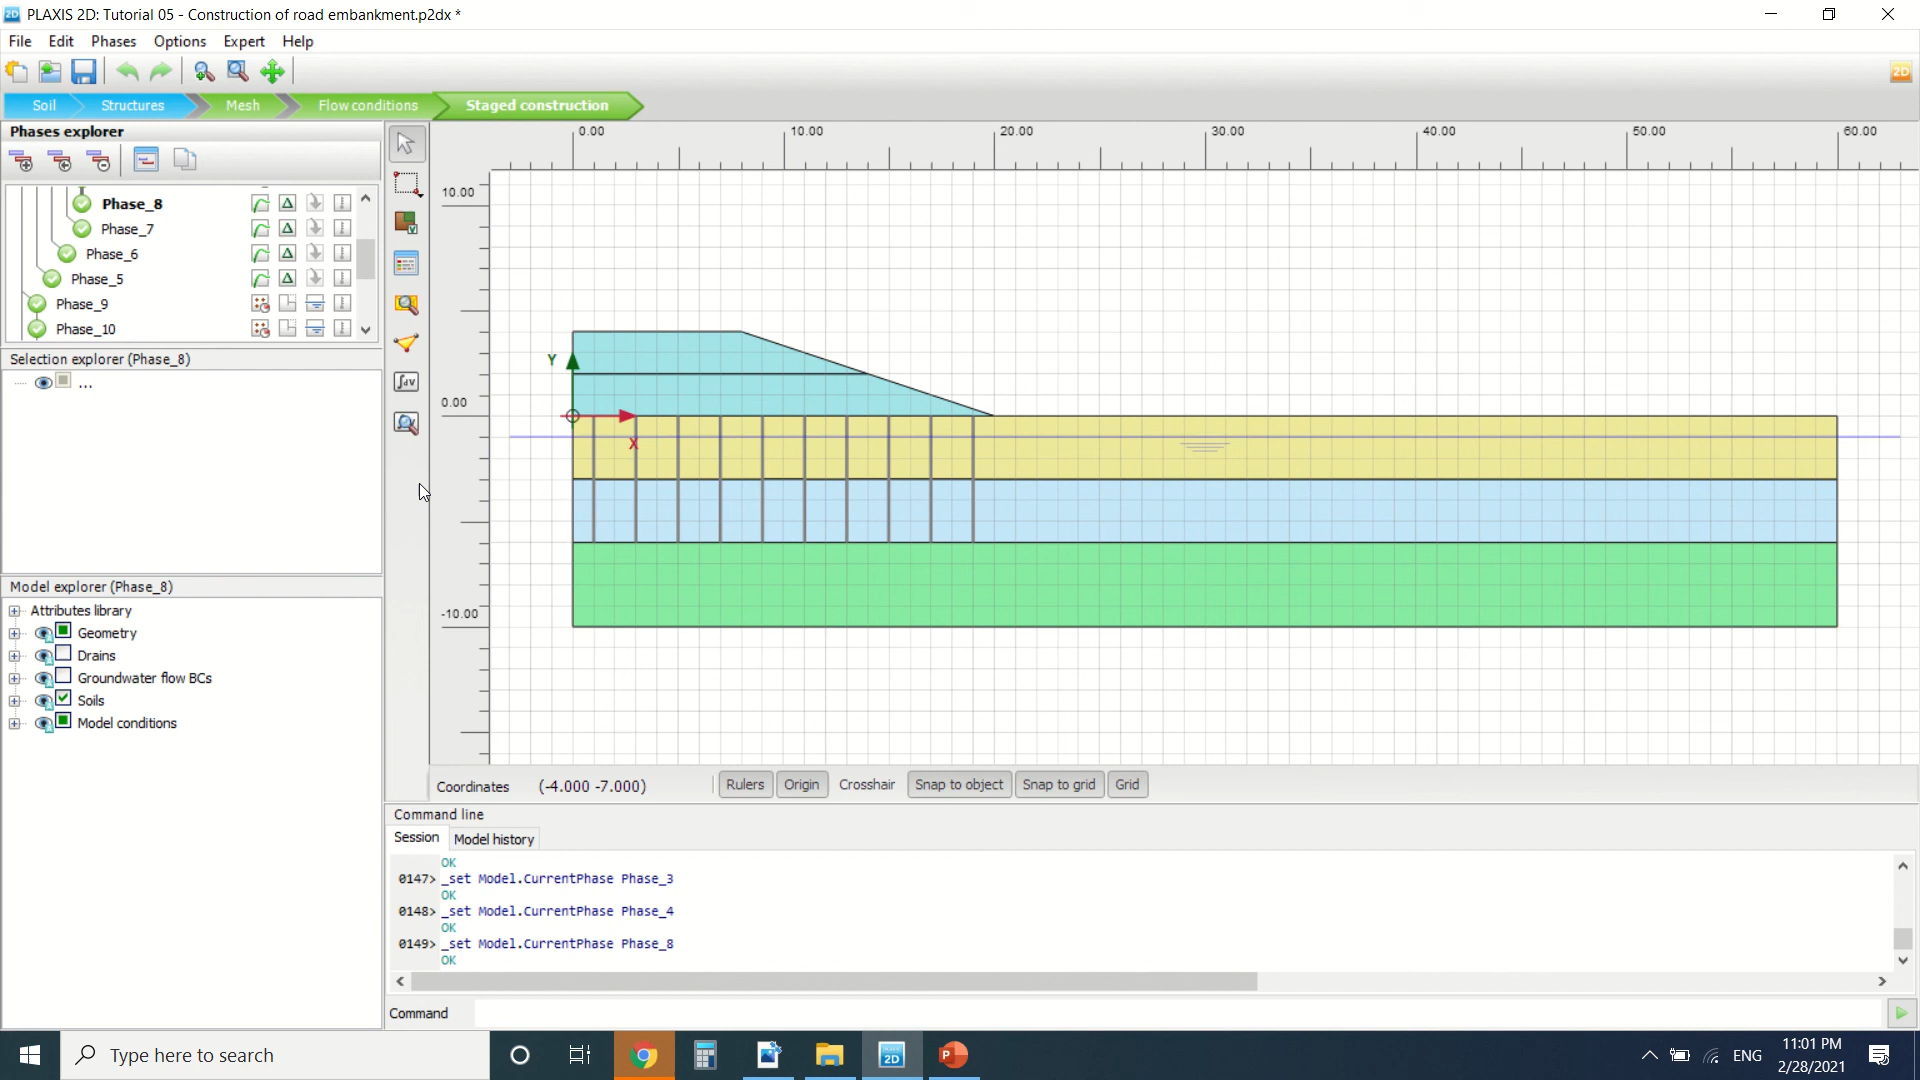 PLAXIS 2D: Tutorial 05 - Construction of road embankment.p2dx *
File Edit Phases Options Expert Help
Soil Structures Mesh Flow conditions Staged construction
Phases explorer
Phase_8
Phase_7
Phase_6
Phase_5
Phase_9
Phase_10
Selection explorer (Phase_8)
...
Model explorer (Phase_8)
Attributes library
Geometry
Drains
Groundwater flow BCs
Soils
Model conditions
0.00 10.00 20.00 30.00 40.00 50.00 60.00
10.00
0.00
-10.00
Y
X
Coordinates (-4.000 -7.000) Rulers Origin Crosshair Snap to object Snap to grid Grid
Command line
Session Model history
OK
0147> _set Model.CurrentPhase Phase_3
OK
0148> _set Model.CurrentPhase Phase_4
OK
0149> _set Model.CurrentPhase Phase_8
OK
Command
Type here to search
2D
ENG
11:01 PM
2/28/2021